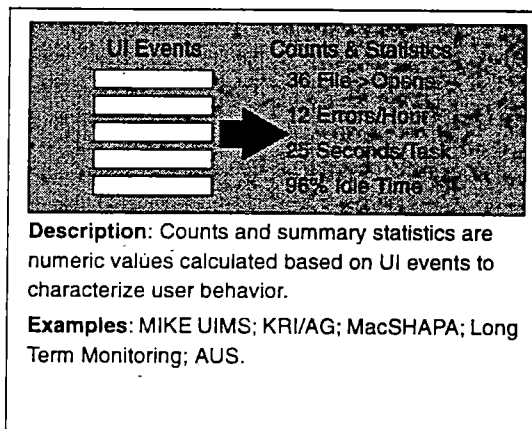 UI Events
Counts & Statistics
36 File->Opens
12 Errors/Hour
25 Seconds/Task
96% Idle Time
Description: Counts and summary statistics are
numeric values calculated based on UI events to
characterize user behavior.
Examples: MIKE UIMS; KRI/AG; MacSHAPA; Long
Term Monitoring; AUS.